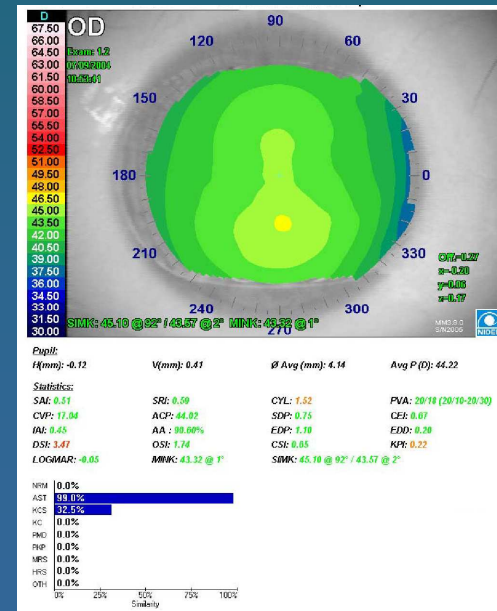 D
67.50
66.00
64.50
63.00
61.50
60.00
58.50
57.00
55.50
54.00
52.50
51.00
49.50
48.00
46.50
45.00
43.50
42.00
40.50
39.00
37.50
36.00
34.50
33.00
31.50
30.00
OD
Exam: 1.2
90
120 60
150 30
180 0
210 330
240 300
270
Off.=0.27
x=-0.20
y=0.06
z=0.17
SIMK: 45.10 @ 92° / 43.57 @ 2° MINK: 43.32 @ 1°
NIDEK
Pupil:
H(mm): -0.12 V(mm): 0.41 Ø Avg (mm): 4.14 Avg P (D): 44.22
Statistics:
SAI: 0.51 SRI: 0.59 CYL: 1.52 PVA: 20/18 (20/10-20/30)
CVP: 17.04 ACP: 44.02 SDP: 0.75 CEI: 0.07
IAI: 0.45 AA : 90.60% EDP: 1.10 EDD: 0.20
DSI: 3.47 OSI: 1.74 CSI: 0.85 KPI: 0.22
LOGMAR: -0.05 MINK: 43.32 @ 1° SIMK: 45.10 @ 92° / 43.57 @ 2°
NRM 0.0%
AST 99.0%
KCS 32.5%
KC 0.0%
PMD 0.0%
PKP 0.0%
MRS 0.0%
HRS 0.0%
OTH 0.0%
0% 25% 50% 75% 100%
Similarity